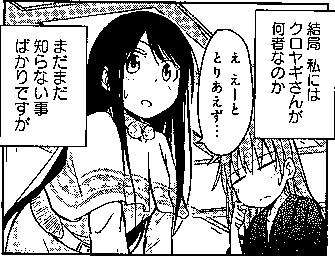 結局 私には
クロヤギさんが
何者なのか
え えーと
とりあえず…
まだまだ
知らない事
ばかりですが